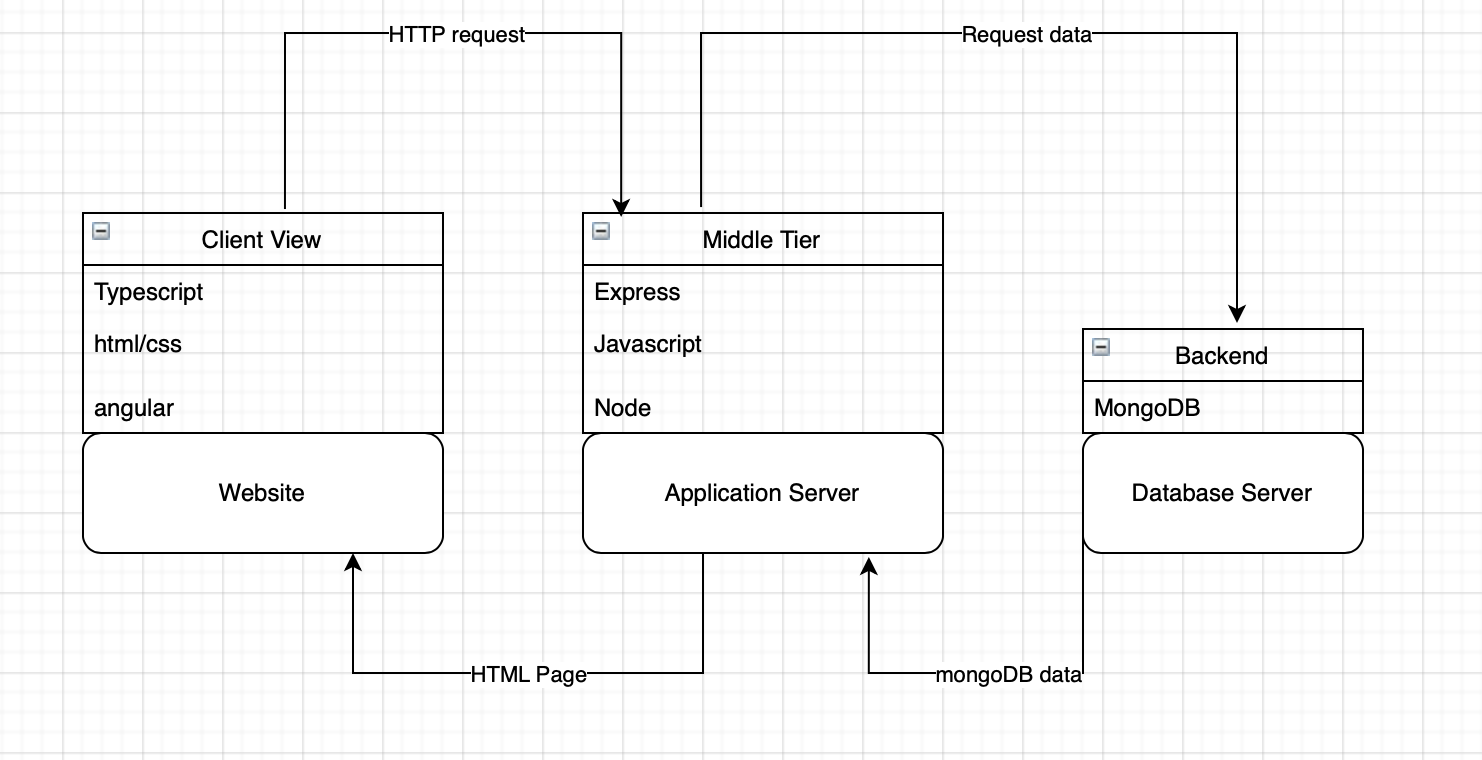 HTTP request
Request data
Client View
Typescript
html/css
angular
Website
Middle Tier
Express
Javascript
Node
Application Server
Backend
MongoDB
Database Server
HTML Page
mongoDB data